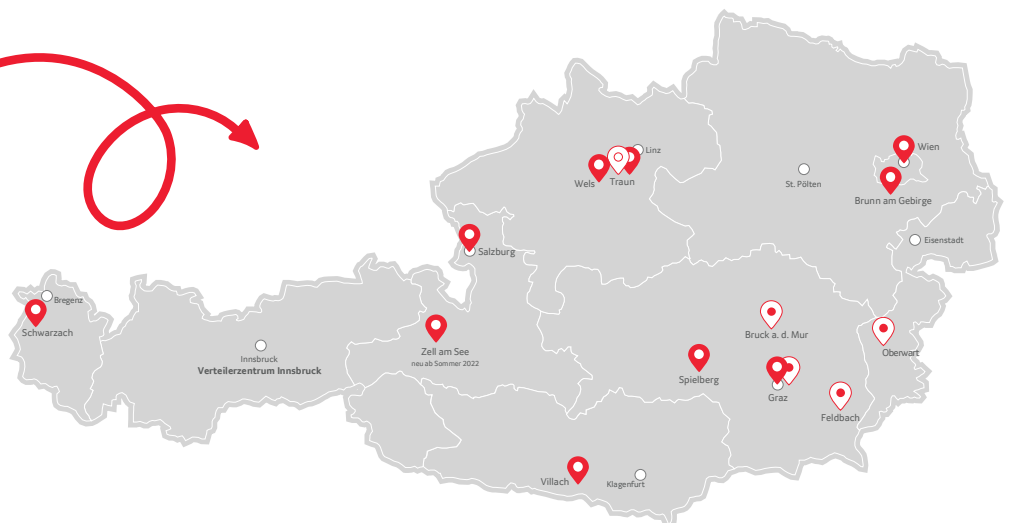 Wien
Linz
Wels
Traun
St. Pölten
Brunn am Gebirge
Eisenstadt
Salzburg
Bregenz
Schwarzach
Bruck a. d. Mur
Zell am See
neu ab Sommer 2022
Oberwart
Innsbruck
Verteilerzentrum Innsbruck
Spielberg
Graz
Feldbach
Villach
Klagenfurt